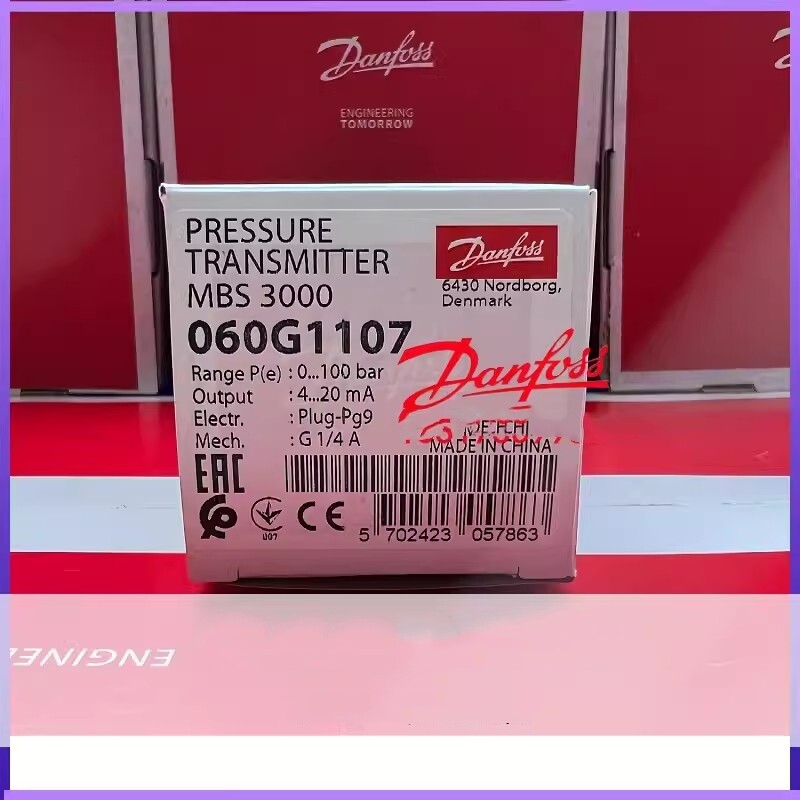 Danfoss
ENGINEERING
TOMORROW
PRESSURE
TRANSMITTER
MBS 3000
060G1107
Range P(e) : 0...100 bar
Output : 4...20 mA
Electr. : Plug-Pg9
Mech. : G 1/4 A
Danfoss
6430 Nordborg,
Denmark
Danfoss
MADE IN CHINA
EAC
CE
5 702423 057863